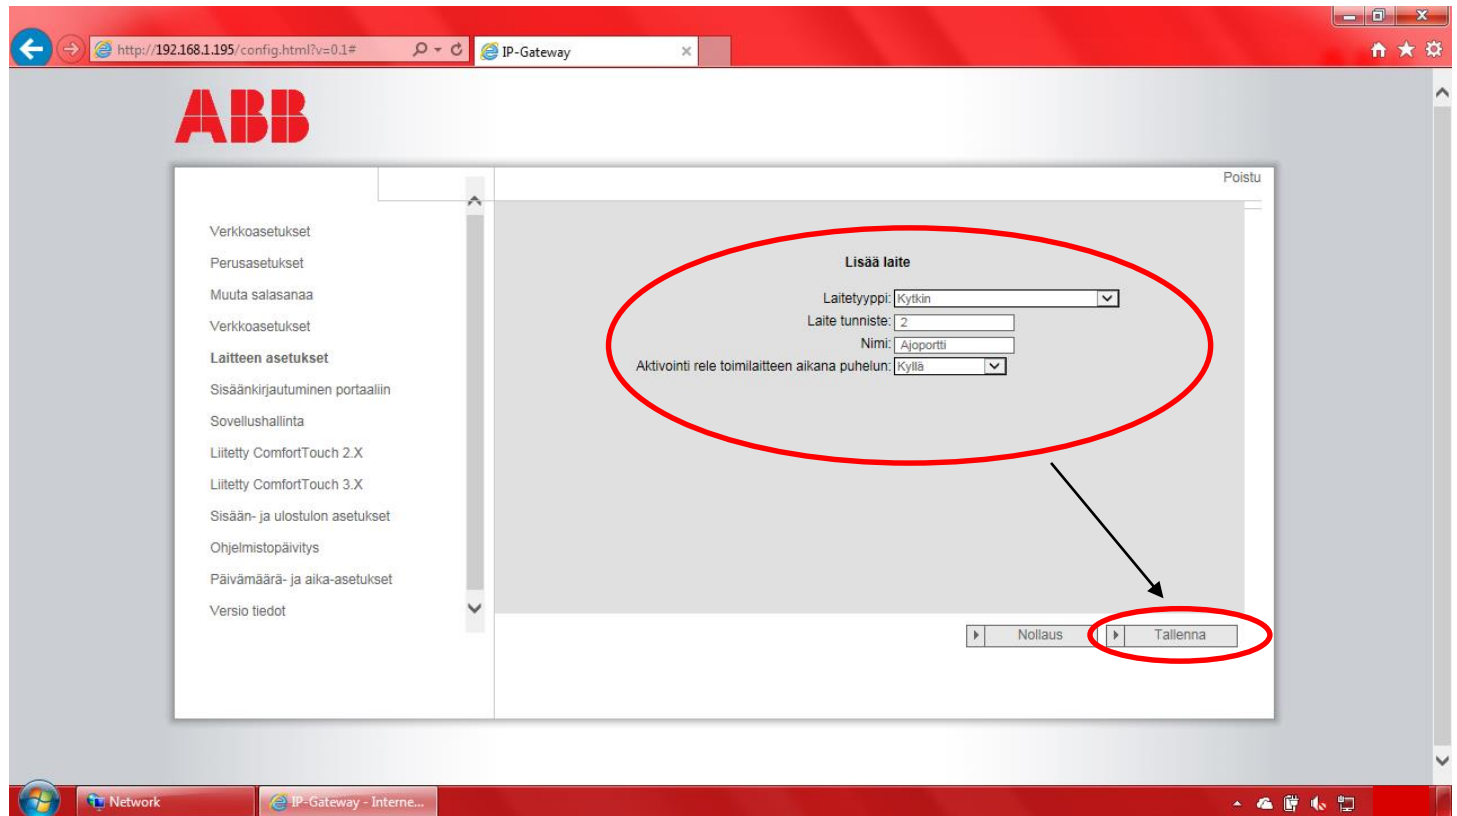 http://192.168.1.195/config.html?v=0.1#
IP-Gateway
ABB
Poistu
Verkkoasetukset
Perusasetukset
Muuta salasanaa
Verkkoasetukset
Laitteen asetukset
Sisäänkirjautuminen portaaliin
Sovellushallinta
Liitetty ComfortTouch 2.X
Liitetty ComfortTouch 3.X
Sisään- ja ulostulon asetukset
Ohjelmistopäivitys
Päivämäärä- ja aika-asetukset
Versio tiedot
Lisää laite
Laitetyyppi: Kytkin
Laite tunniste: 2
Nimi: Ajoportti
Aktivointi rele toimilaitteen aikana puhelun: Kyllä
Nollaus
Tallenna
Network
IP-Gateway - Interne...